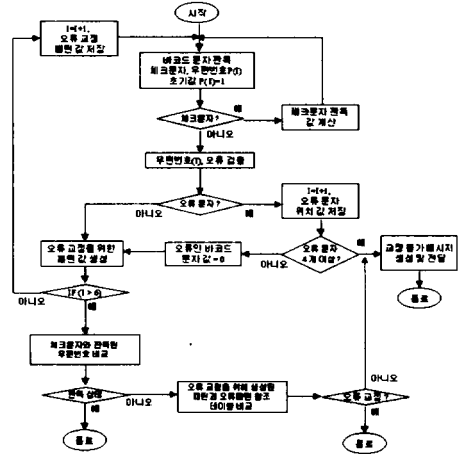 시작
I=I+1,
오류 교정
패턴 값 저장
바코드 문자 판독
체크문자, 우편번호P(I)
초기값 P(I)=1
체크문자?
예
아니오
체크문자 판독
값 계산
우편번호(I), 오류 검출
오류 문자?
아니오
예
I=I+1,
오류 문자
위치 값 저장
오류 교정을 위한
패턴 값 생성
오류인 바코드
문자 값 = 0
아니오
오류 문자
4개 이상?
예
교정 불가 메시지
생성 및 전달
종료
IF(I > 6)
아니오
예
체크문자와 판독된
우편번호 비교
판독 상태
아니오
예
종료
오류 교정을 위해 생성된
패턴과 오류패턴 참조
테이블 비교
오류 교정?
아니오
예
종료